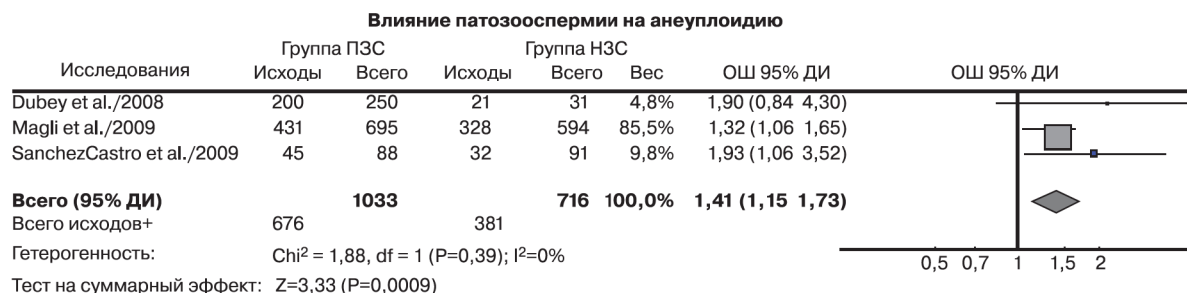 Влияние патозооспермии на анеуплоидию
Группа ПЗС Группа НЗС
Исследования Исходы Всего Исходы Всего Вес ОШ 95% ДИ ОШ 95% ДИ
Dubey et al./2008 200 250 21 31 4,8% 1,90 (0,84 4,30)
Magli et al./2009 431 695 328 594 85,5% 1,32 (1,06 1,65)
SanchezCastro et al./2009 45 88 32 91 9,8% 1,93 (1,06 3,52)
Всего (95% ДИ) 1033 716 100,0% 1,41 (1,15 1,73)
Всего исходов+ 676 381
Гетерогенность: Chi² = 1,88, df = 1 (P=0,39); I²=0%
0,5 0,7 1 1,5 2
Тест на суммарный эффект: Z=3,33 (P=0,0009)